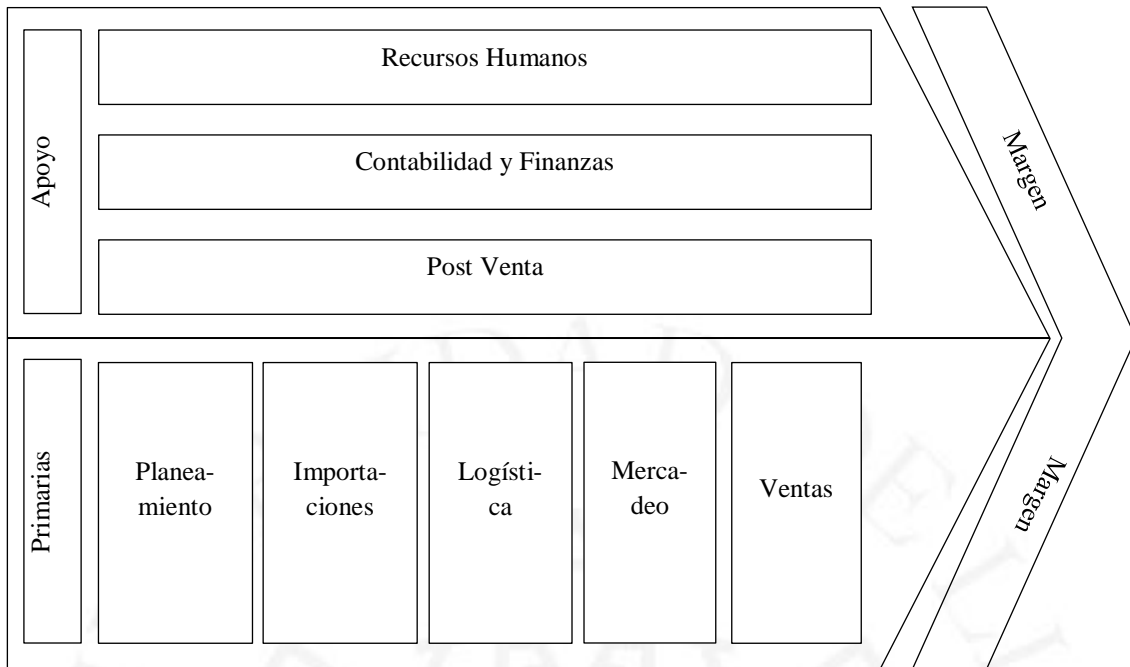 Apoyo
Recursos Humanos
Contabilidad y Finanzas
Post Venta
Margen
Primarias
Planea-
miento
Importa-
ciones
Logísti-
ca
Merca-
deo
Ventas
Margen